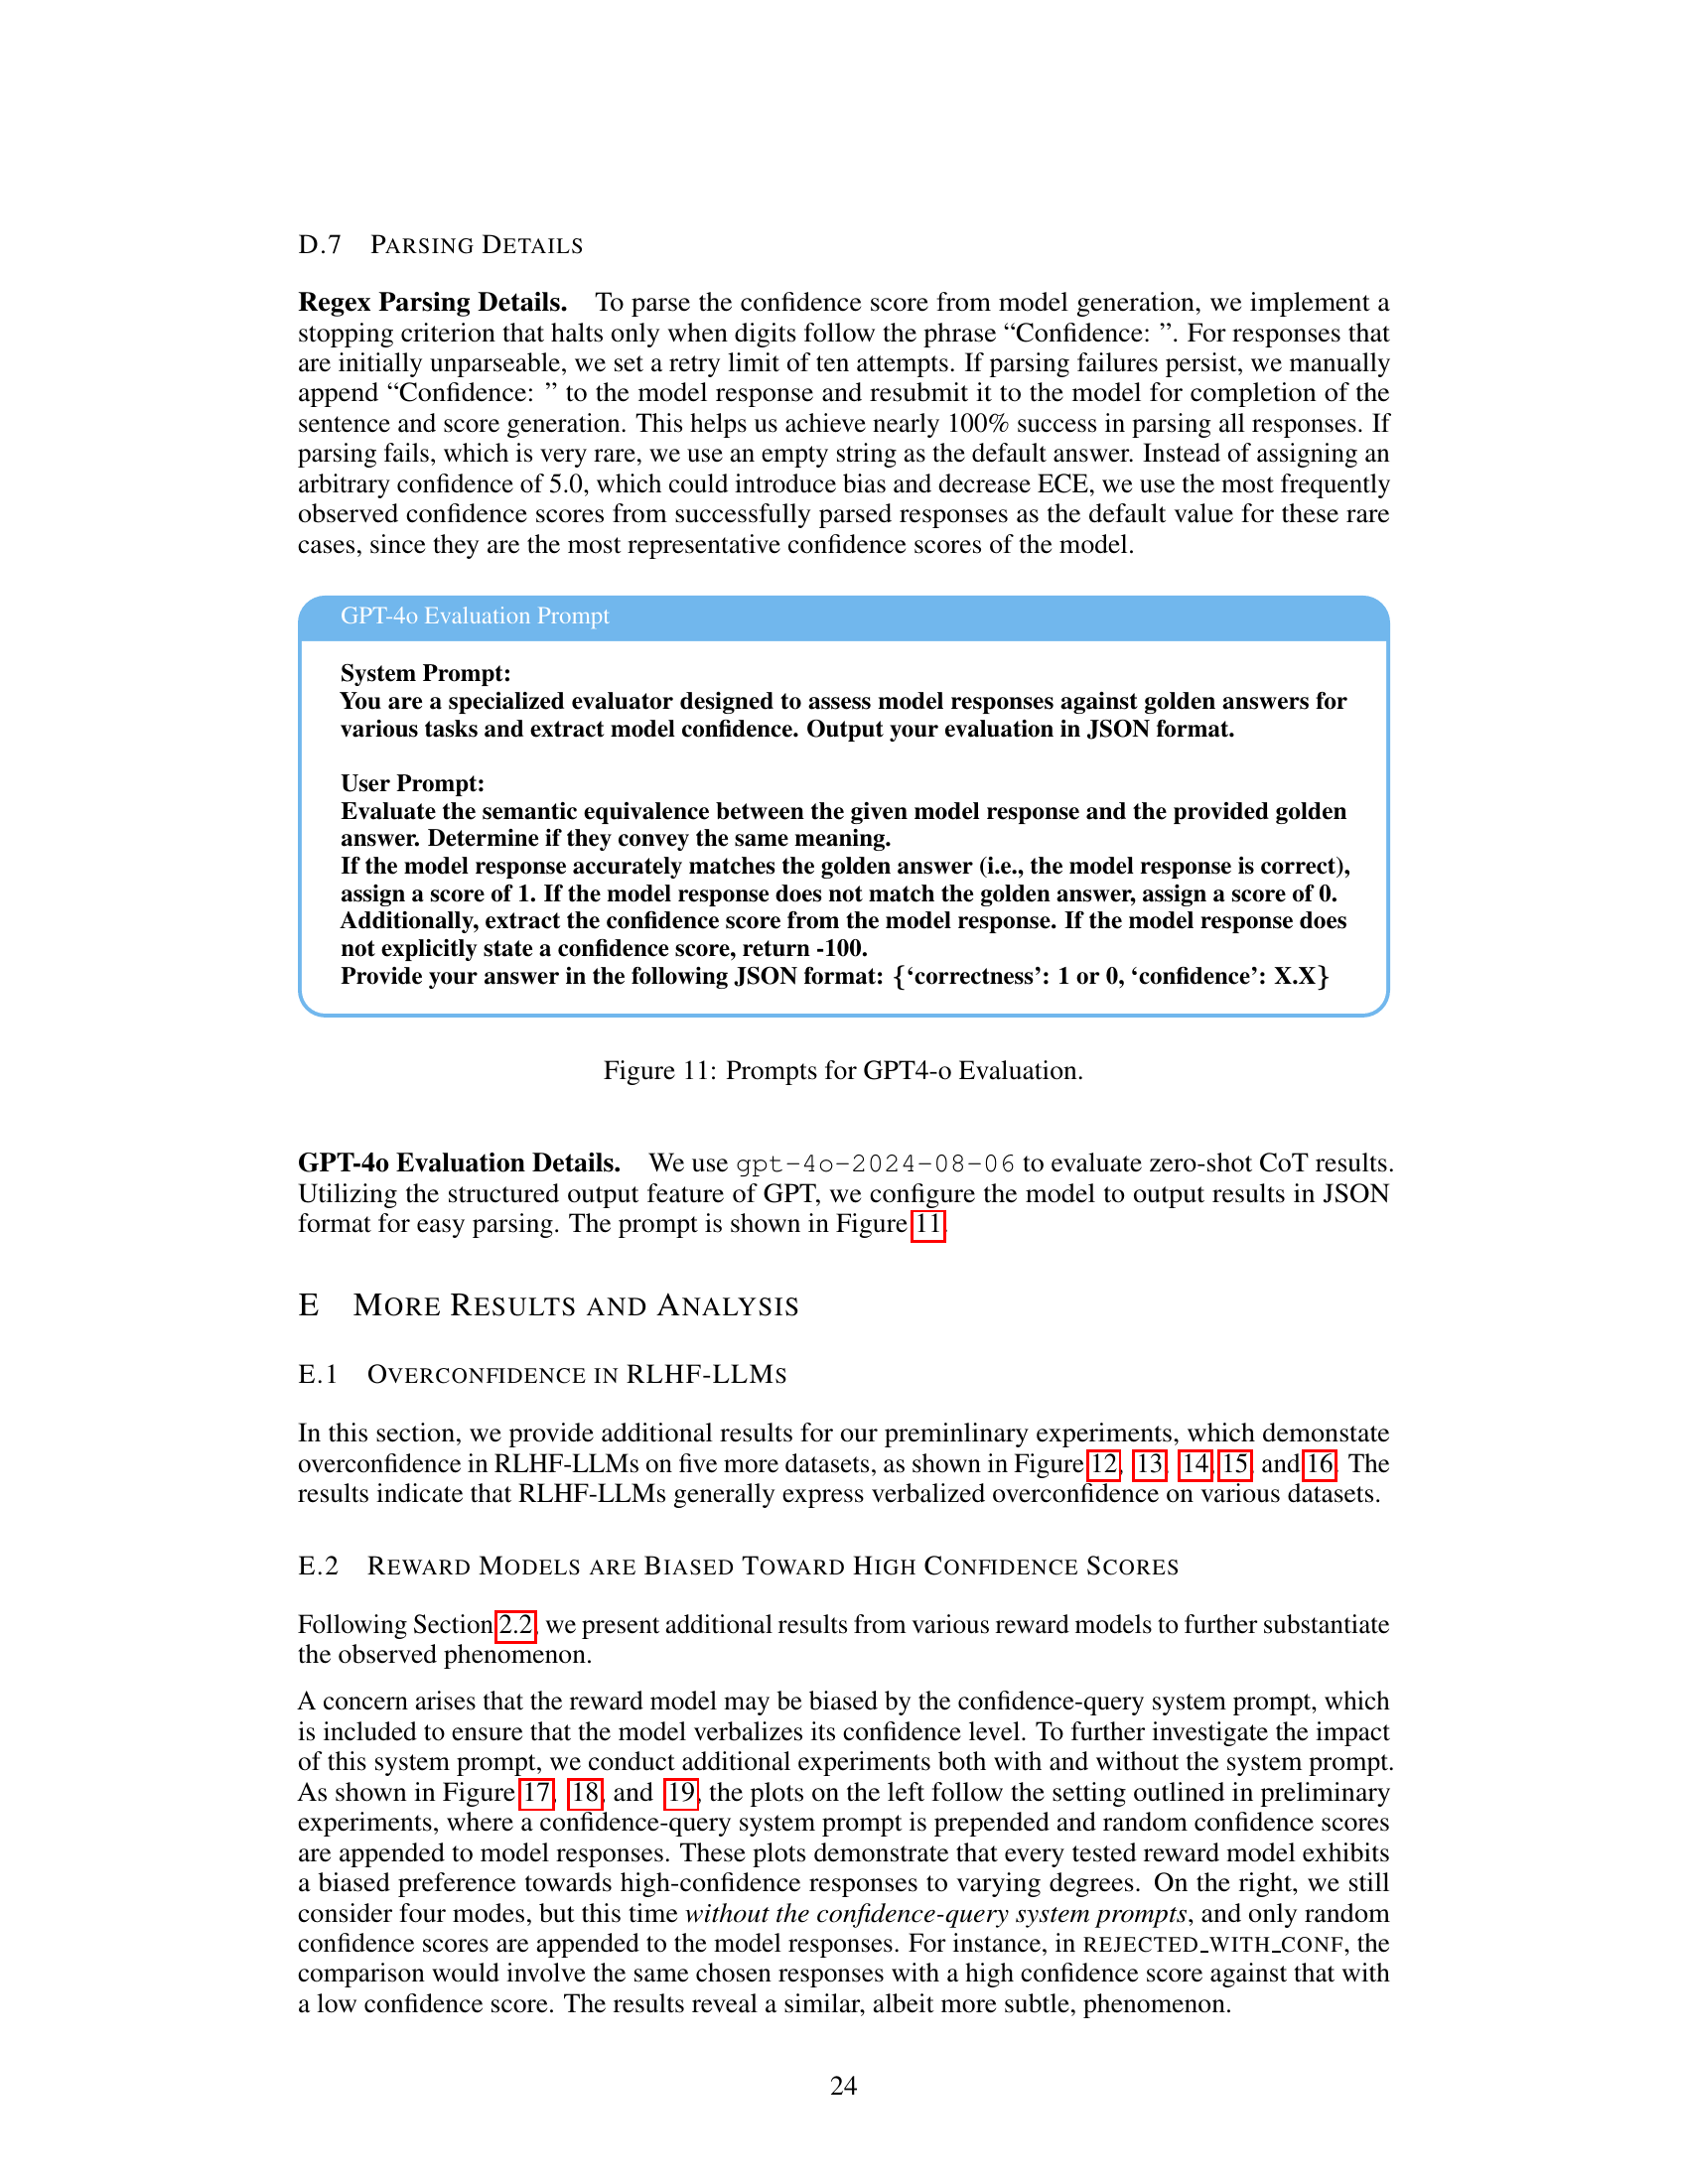 D.7 PARSING DETAILS
Regex Parsing Details. To parse the confidence score from model generation, we implement a
stopping criterion that halts only when digits follow the phrase “Confidence: ”. For responses that
are initially unparseable, we set a retry limit of ten attempts. If parsing failures persist, we manually
append “Confidence: ” to the model response and resubmit it to the model for completion of the
sentence and score generation. This helps us achieve nearly 100% success in parsing all responses. If
parsing fails, which is very rare, we use an empty string as the default answer. Instead of assigning an
arbitrary confidence of 5.0, which could introduce bias and decrease ECE, we use the most frequently
observed confidence scores from successfully parsed responses as the default value for these rare
cases, since they are the most representative confidence scores of the model.
GPT-4o Evaluation Prompt
System Prompt:
You are a specialized evaluator designed to assess model responses against golden answers for
various tasks and extract model confidence. Output your evaluation in JSON format.
User Prompt:
Evaluate the semantic equivalence between the given model response and the provided golden
answer. Determine if they convey the same meaning.
If the model response accurately matches the golden answer (i.e., the model response is correct),
assign a score of 1. If the model response does not match the golden answer, assign a score of 0.
Additionally, extract the confidence score from the model response. If the model response does
not explicitly state a confidence score, return -100.
Provide your answer in the following JSON format: {‘correctness’: 1 or 0, ‘confidence’: X.X}
Figure 11: Prompts for GPT4-o Evaluation.
GPT-4o Evaluation Details. We use gpt-4o-2024-08-06 to evaluate zero-shot CoT results.
Utilizing the structured output feature of GPT, we configure the model to output results in JSON
format for easy parsing. The prompt is shown in Figure 11.
E MORE RESULTS AND ANALYSIS
E.1 OVERCONFIDENCE IN RLHF-LLMS
In this section, we provide additional results for our preminlinary experiments, which demonstate
overconfidence in RLHF-LLMs on five more datasets, as shown in Figure 12, 13, 14, 15, and 16. The
results indicate that RLHF-LLMs generally express verbalized overconfidence on various datasets.
E.2 REWARD MODELS ARE BIASED TOWARD HIGH CONFIDENCE SCORES
Following Section 2.2, we present additional results from various reward models to further substantiate
the observed phenomenon.
A concern arises that the reward model may be biased by the confidence-query system prompt, which
is included to ensure that the model verbalizes its confidence level. To further investigate the impact
of this system prompt, we conduct additional experiments both with and without the system prompt.
As shown in Figure 17, 18, and 19, the plots on the left follow the setting outlined in preliminary
experiments, where a confidence-query system prompt is prepended and random confidence scores
are appended to model responses. These plots demonstrate that every tested reward model exhibits
a biased preference towards high-confidence responses to varying degrees. On the right, we still
consider four modes, but this time without the confidence-query system prompts, and only random
confidence scores are appended to the model responses. For instance, in REJECTED_WITH_CONF, the
comparison would involve the same chosen responses with a high confidence score against that with
a low confidence score. The results reveal a similar, albeit more subtle, phenomenon.
24